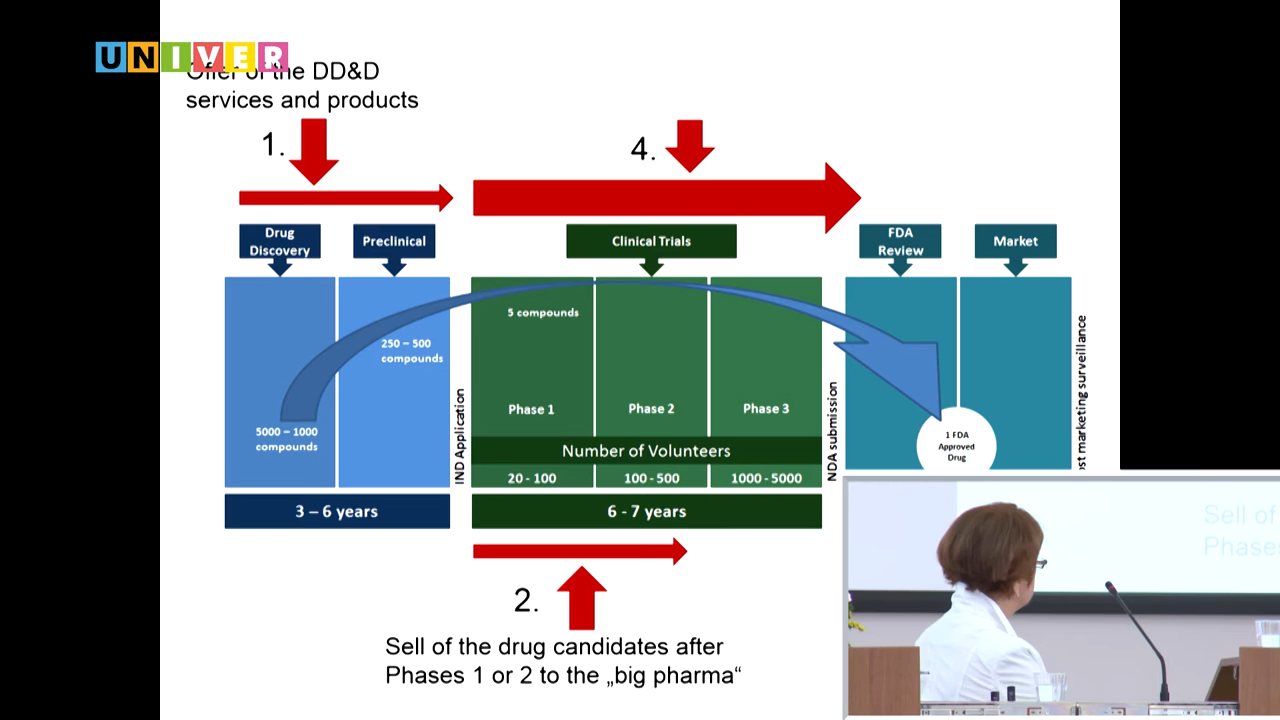 UNIVER
Offer of the DD&D
services and products
1.
4.
Drug
Discovery
Preclinical
Clinical Trials
FDA
Review
Market
5 compounds
250 – 500
compounds
5000 – 1000
compounds
IND Application
Phase 1
Phase 2
Phase 3
Number of Volunteers
20 - 100
100 - 500
1000 - 5000
NDA submission
1 FDA
Approved
Drug
st marketing surveillance
3 – 6 years
6 - 7 years
2.
Sell of the drug candidates after
Phases 1 or 2 to the „big pharma“
Sell of
Phases